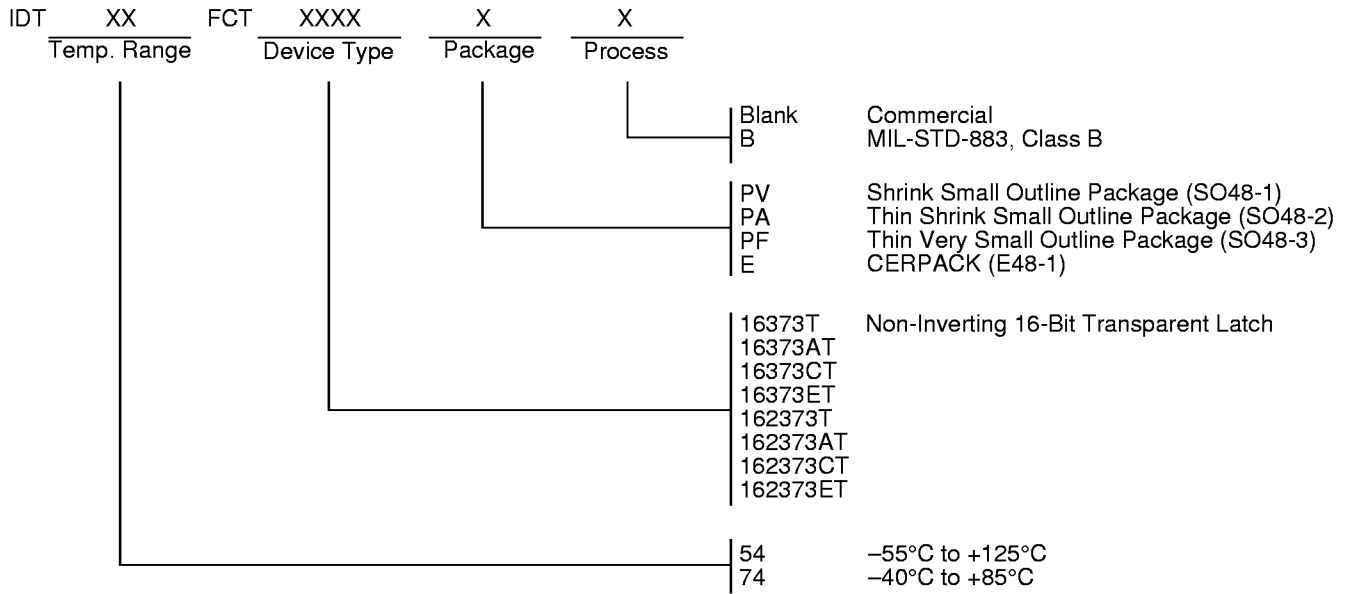 IDT XX FCT XXXX X X
Temp. Range Device Type Package Process
Blank Commercial
B MIL-STD-883, Class B
PV Shrink Small Outline Package (SO48-1)
PA Thin Shrink Small Outline Package (SO48-2)
PF Thin Very Small Outline Package (SO48-3)
E CERPACK (E48-1)
16373T Non-Inverting 16-Bit Transparent Latch
16373AT
16373CT
16373ET
162373T
162373AT
162373CT
162373ET
54 –55°C to +125°C
74 –40°C to +85°C